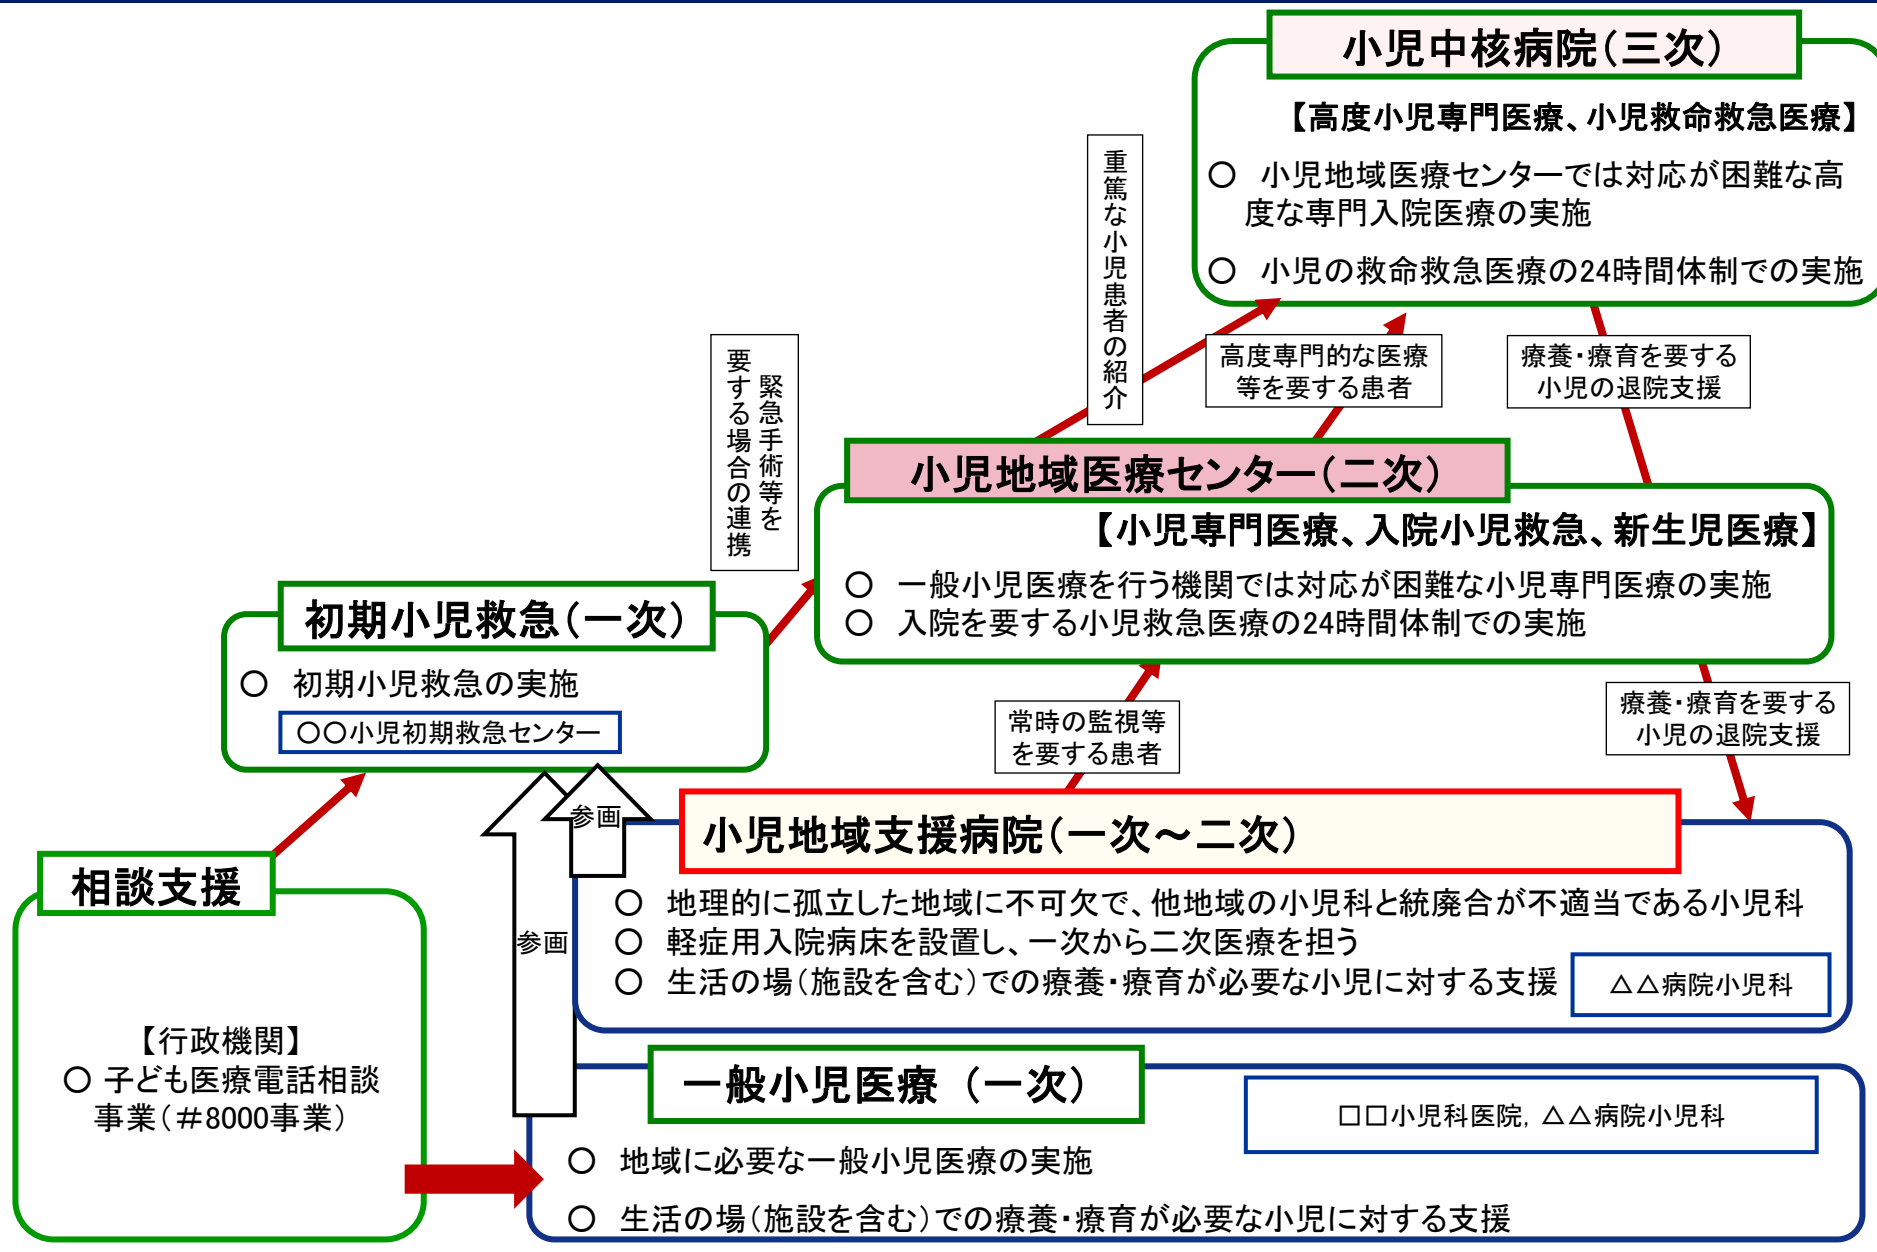 小児中核病院(三次)
【高度小児専門医療、小児救命救急医療】
○ 小児地域医療センターでは対応が困難な高
度な専門入院医療の実施
○ 小児の救命救急医療の24時間体制での実施
重篤な小児患者の紹介
高度専門的な医療
等を要する患者
療養・療育を要する
小児の退院支援
緊急手術等を
要する場合の連携
小児地域医療センター(二次)
【小児専門医療、入院小児救急、新生児医療】
○ 一般小児医療を行う機関では対応が困難な小児専門医療の実施
○ 入院を要する小児救急医療の24時間体制での実施
初期小児救急(一次)
○ 初期小児救急の実施
○○小児初期救急センター
常時の監視等
を要する患者
療養・療育を要する
小児の退院支援
参画
参画
小児地域支援病院(一次~二次)
○ 地理的に孤立した地域に不可欠で、他地域の小児科と統廃合が不適当である小児科
○ 軽症用入院病床を設置し、一次から二次医療を担う
○ 生活の場(施設を含む)での療養・療育が必要な小児に対する支援
△△病院小児科
相談支援
【行政機関】
○ 子ども医療電話相談
事業(#8000事業)
一般小児医療 (一次)
□□小児科医院, △△病院小児科
○ 地域に必要な一般小児医療の実施
○ 生活の場(施設を含む)での療養・療育が必要な小児に対する支援